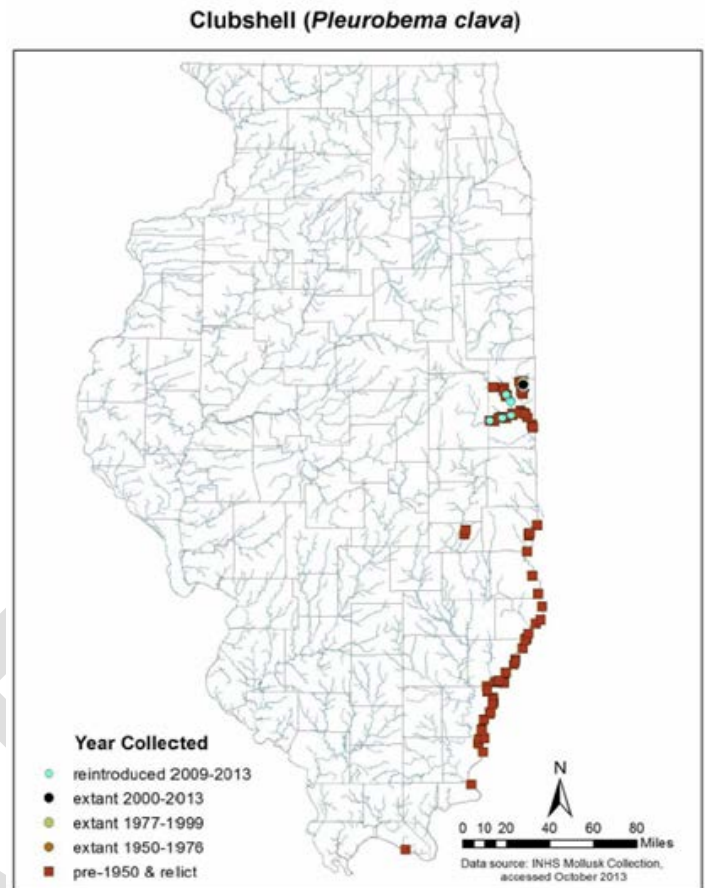 Clubshell (Pleurobema clava)
Year Collected
reintroduced 2009-2013
extant 2000-2013
extant 1977-1999
extant 1950-1976
pre-1950 & relict
N
0 10 20 40 60 80
Miles
Data source: INHS Mollusk Collection,
accessed October 2013